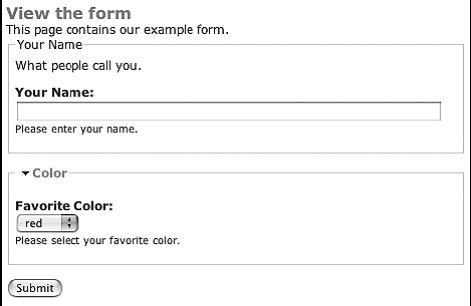 View the form
This page contains our example form.
Your Name
What people call you.
Your Name:
Please enter your name.
Color
Favorite Color:
red
Please select your favorite color.
Submit